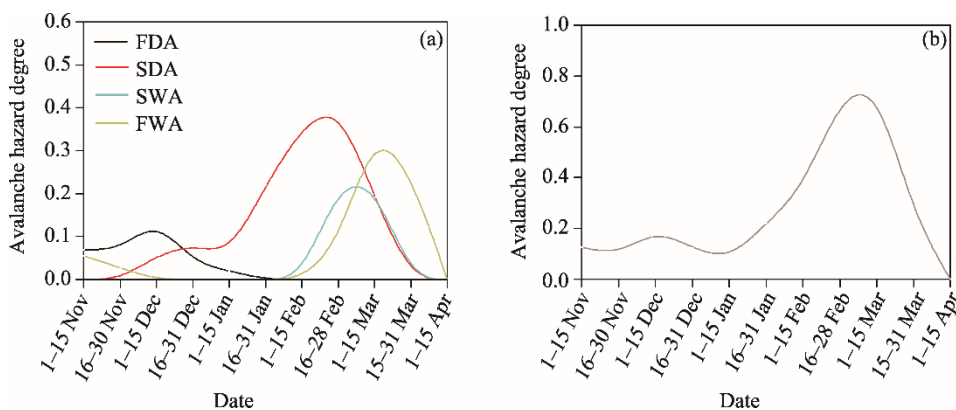 (a)
FDA
SDA
SWA
FWA
Avalanche hazard degree
0.6
0.5
0.4
0.3
0.2
0.1
0.0
1–15 Nov
16–30 Nov
1–15 Dec
16–31 Dec
1–15 Jan
16–31 Jan
1–15 Feb
16–28 Feb
1–15 Mar
15–31 Mar
1–15 Apr
Date
(b)
Avalanche hazard degree
1.0
0.8
0.6
0.4
0.2
0.0
1–15 Nov
16–30 Nov
1–15 Dec
16–31 Dec
1–15 Jan
16–31 Jan
1–15 Feb
16–28 Feb
1–15 Mar
15–31 Mar
1–15 Apr
Date